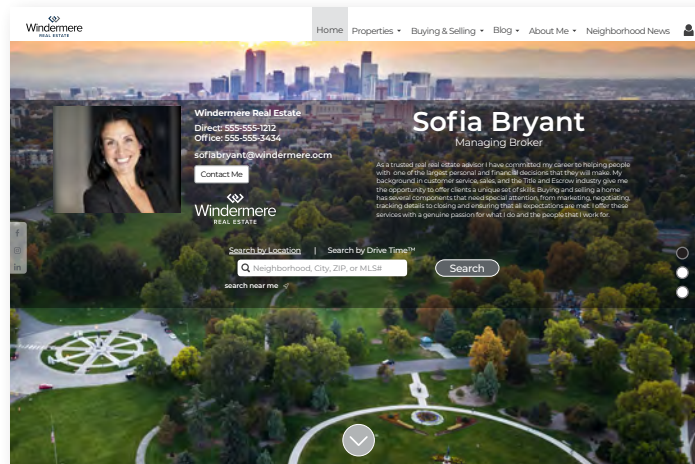 Windermere
REAL ESTATE
Home Properties Buying & Selling Blog About Me Neighborhood News
Windermere Real Estate
Direct: 555-555-1212
Office: 555-555-3434
sofiabryant@windermere.ocm
Contact Me
Windermere
REAL ESTATE
Sofia Bryant
Managing Broker
As a trusted real real estate advisor I have committed my career to helping people
with one of the largest personal and financial decisions that they will make. My
background in customer service, sales, and the Title and Escrow industry give me
the opportunity to offer clients a unique set of skills. Buying and selling a home
has several components that need special attention, from marketing, negotiating,
tracking details to closing and ensuring that all expectations are met. I offer these
services with a genuine passion for what I do and the people that I work for.
f
in
Search by Location | Search by Drive Time™
Neighborhood, City, ZIP, or MLS#
Search
search near me